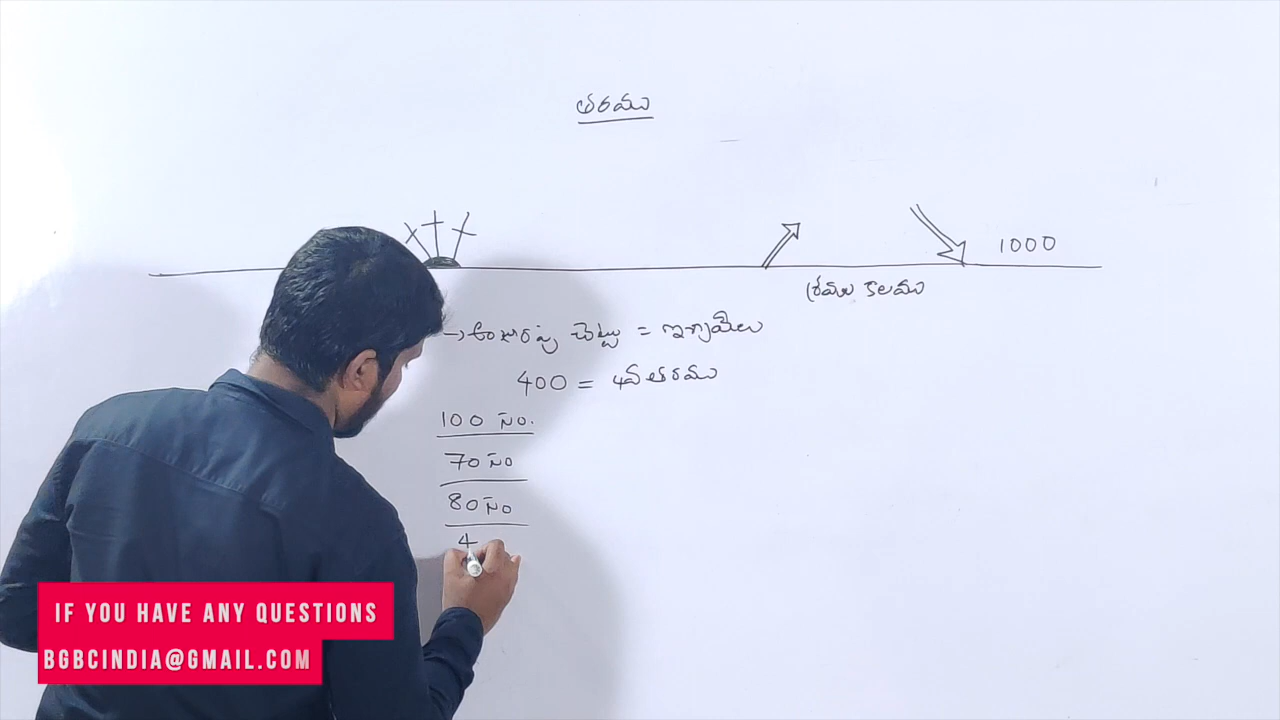 తరము
1000
శ్రమల కాలము
→ అంజూరపు చెట్టు = ఇశ్రాయేలు
400 = 4వ తరము
100 సం.
70 సం
80 సం
4
IF YOU HAVE ANY QUESTIONS
BGBCINDIA@GMAIL.COM